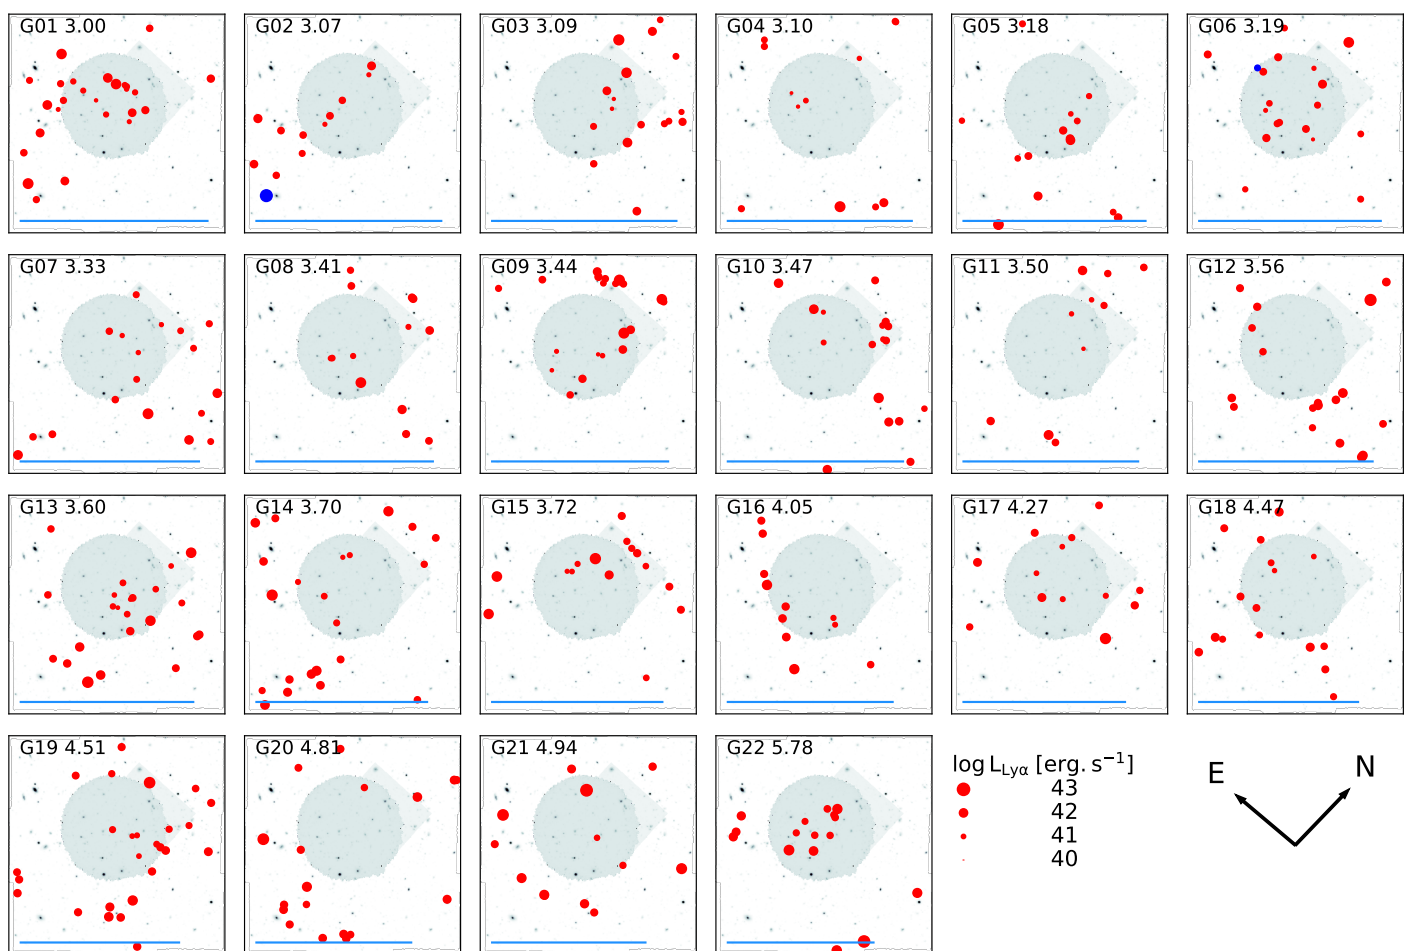 G01 3.00
G02 3.07
G03 3.09
G04 3.10
G05 3.18
G06 3.19
G07 3.33
G08 3.41
G09 3.44
G10 3.47
G11 3.50
G12 3.56
G13 3.60
G14 3.70
G15 3.72
G16 4.05
G17 4.27
G18 4.47
G19 4.51
G20 4.81
G21 4.94
G22 5.78
log L_Lyα [erg. s⁻¹]
43
42
41
40
E
N